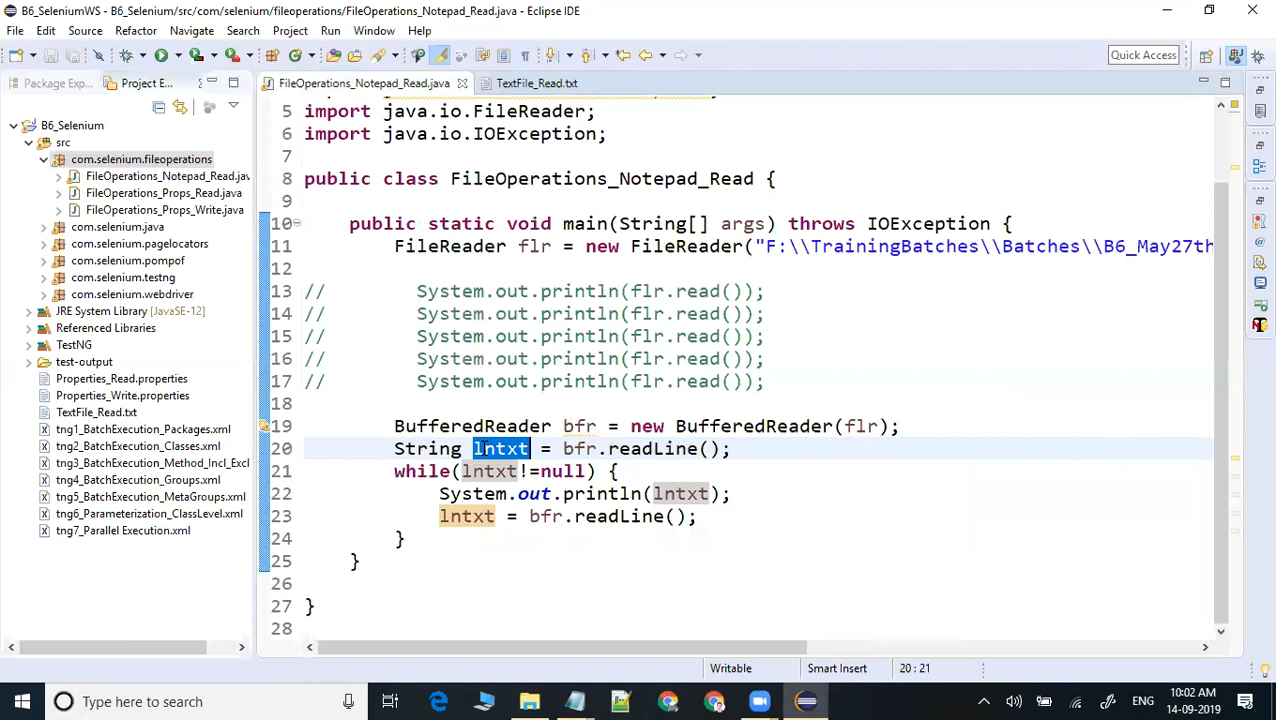 B6_SeleniumWS - B6_Selenium/src/com/selenium/fileoperations/FileOperations_Notepad_Read.java - Eclipse IDE
File Edit Source Refactor Navigate Search Project Run Window Help
Quick Access
Package Exp... Project E...
FileOperations_Notepad_Read.java TextFile_Read.txt
B6_Selenium
src
com.selenium.fileoperations
FileOperations_Notepad_Read.jav
FileOperations_Props_Read.java
FileOperations_Props_Write.java
com.selenium.java
com.selenium.pagelocators
com.selenium.pompof
com.selenium.testng
com.selenium.webdriver
JRE System Library [JavaSE-12]
Referenced Libraries
TestNG
test-output
Properties_Read.properties
Properties_Write.properties
TextFile_Read.txt
tng1_BatchExecution_Packages.xml
tng2_BatchExecution_Classes.xml
tng3_BatchExecution_Method_Incl_Excl
tng4_BatchExecution_Groups.xml
tng5_BatchExecution_MetaGroups.xml
tng6_Parameterization_ClassLevel.xml
tng7_Parallel Execution.xml
5 import java.io.FileReader;
6 import java.io.IOException;
7
8 public class FileOperations_Notepad_Read {
9
10 public static void main(String[] args) throws IOException {
11 FileReader flr = new FileReader("F:\\TrainingBatches\\Batches\\B6_May27th
12
13 // System.out.println(flr.read());
14 // System.out.println(flr.read());
15 // System.out.println(flr.read());
16 // System.out.println(flr.read());
17 // System.out.println(flr.read());
18
19 BufferedReader bfr = new BufferedReader(flr);
20 String lntxt = bfr.readLine();
21 while(lntxt!=null) {
22 System.out.println(lntxt);
23 lntxt = bfr.readLine();
24 }
25 }
26
27 }
28
Writable Smart Insert 20 : 21
Type here to search
ENG
10:02 AM
14-09-2019